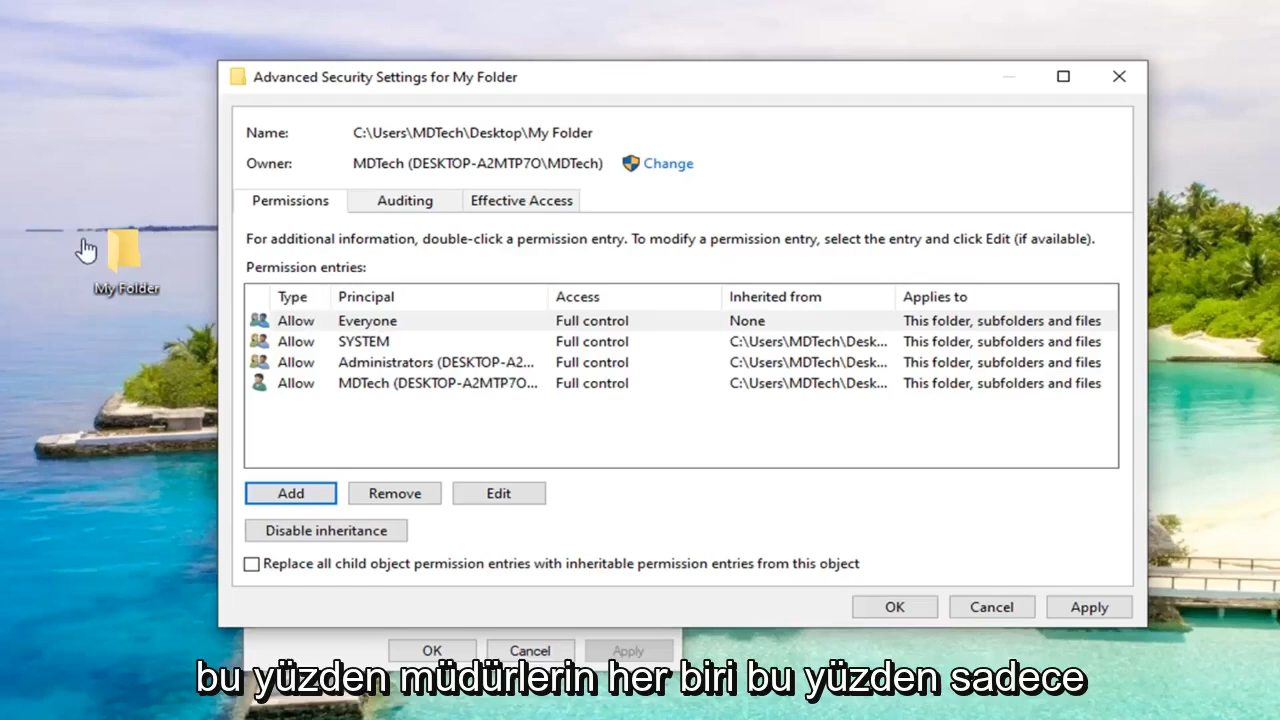 Advanced Security Settings for My Folder
Name: C:\Users\MDTech\Desktop\My Folder
Owner: MDTech (DESKTOP-A2MTP7O\MDTech) Change
Permissions Auditing Effective Access
For additional information, double-click a permission entry. To modify a permission entry, select the entry and click Edit (if available).
Permission entries:
Type Principal Access Inherited from Applies to
Allow Everyone Full control None This folder, subfolders and files
Allow SYSTEM Full control C:\Users\MDTech\Desk... This folder, subfolders and files
Allow Administrators (DESKTOP-A2... Full control C:\Users\MDTech\Desk... This folder, subfolders and files
Allow MDTech (DESKTOP-A2MTP7O... Full control C:\Users\MDTech\Desk... This folder, subfolders and files
My Folder
Add Remove Edit
Disable inheritance
Replace all child object permission entries with inheritable permission entries from this object
OK Cancel Apply
OK Cancel Apply
bu yüzden müdürlerin her biri bu yüzden sadece